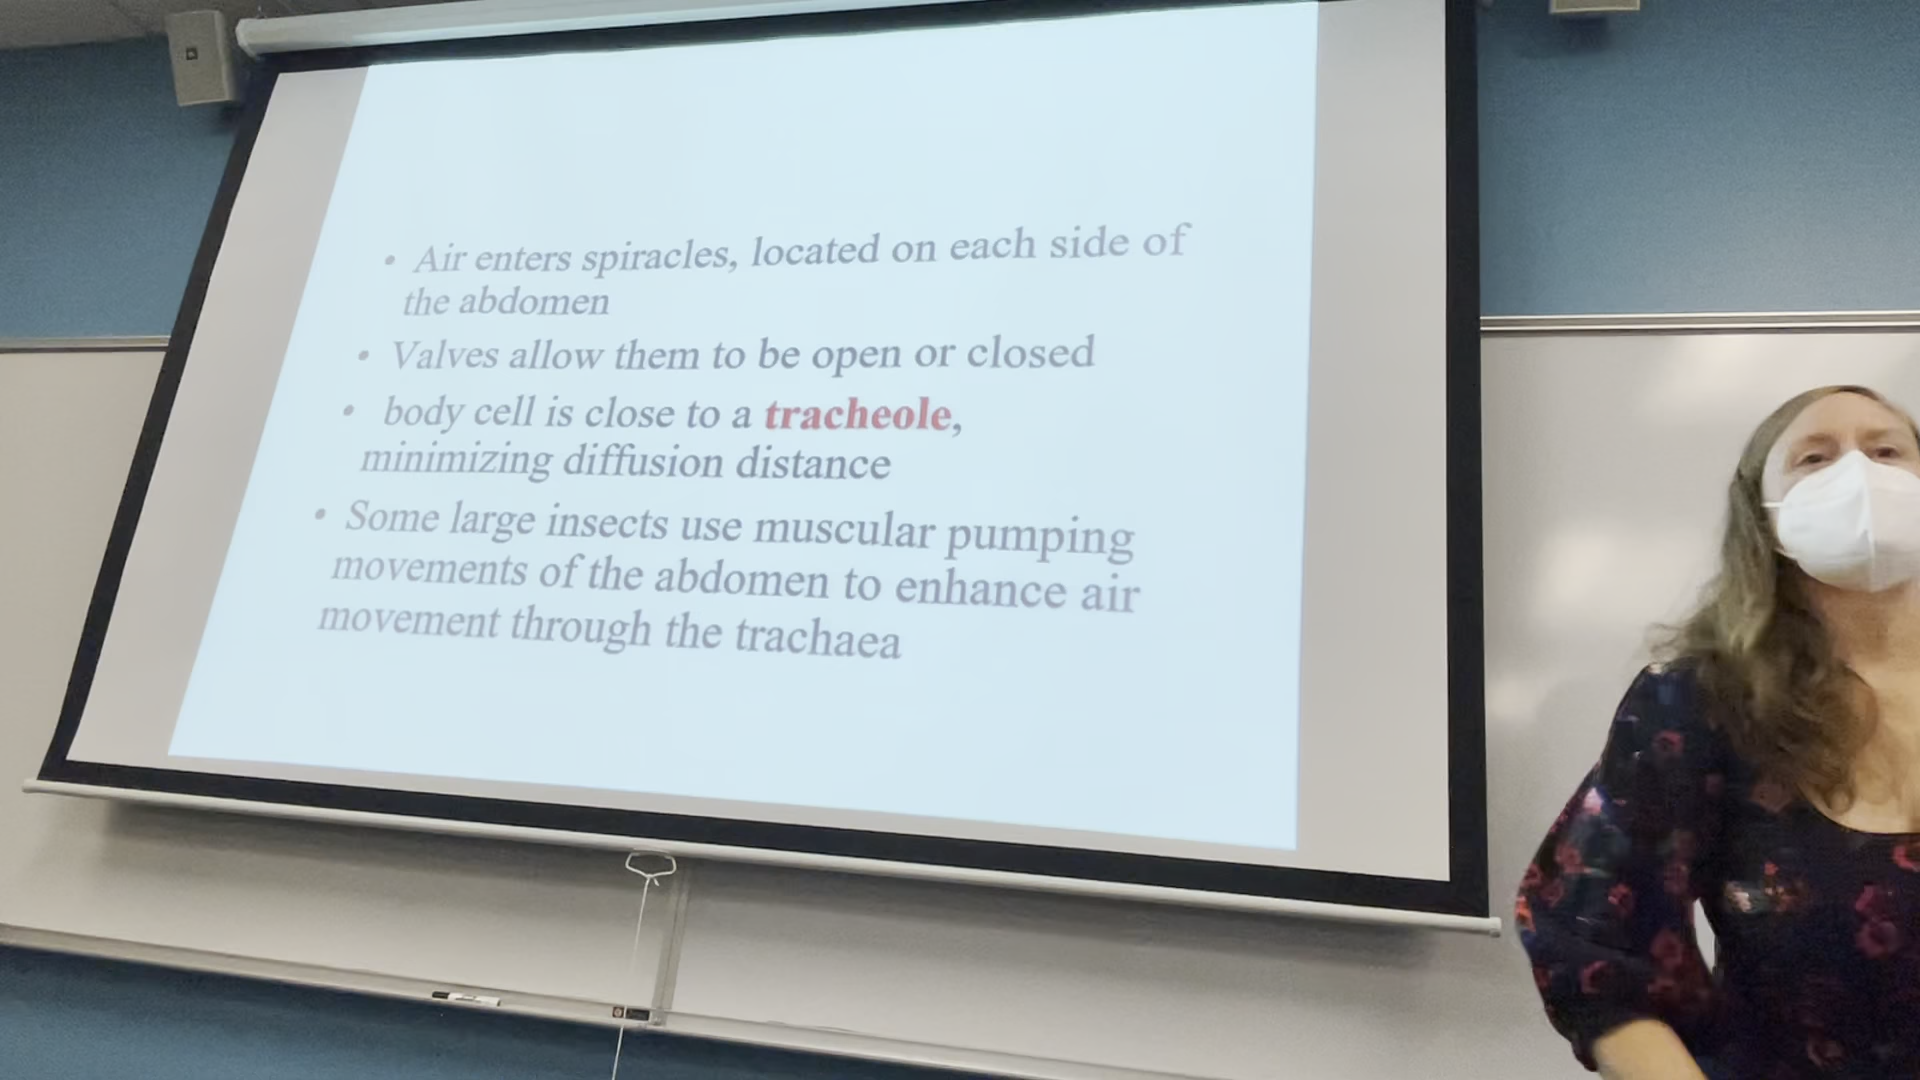 • Air enters spiracles, located on each side of
the abdomen
• Valves allow them to be open or closed
• body cell is close to a tracheole,
minimizing diffusion distance
• Some large insects use muscular pumping
movements of the abdomen to enhance air
movement through the trachaea